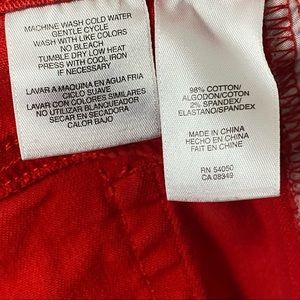 MACHINE WASH COLD WATER
GENTLE CYCLE
WASH WITH LIKE COLORS
NO BLEACH
TUMBLE DRY LOW HEAT
PRESS WITH COOL IRON
IF NECESSARY
LAVAR A MAQUINA EN AGUA FRIA
CICLO SUAVE
LAVAR CON COLORES SIMILARES
NO UTILIZAR BLANQUEADOR
SECAR EN SECADORA
CALOR BAJO
98% COTTON/
ALGODON/COTON
2% SPANDEX/
ELASTANO/SPANDEX
MADE IN CHINA
HECHO EN CHINA
FAIT EN CHINE
RN 54050
CA 08349